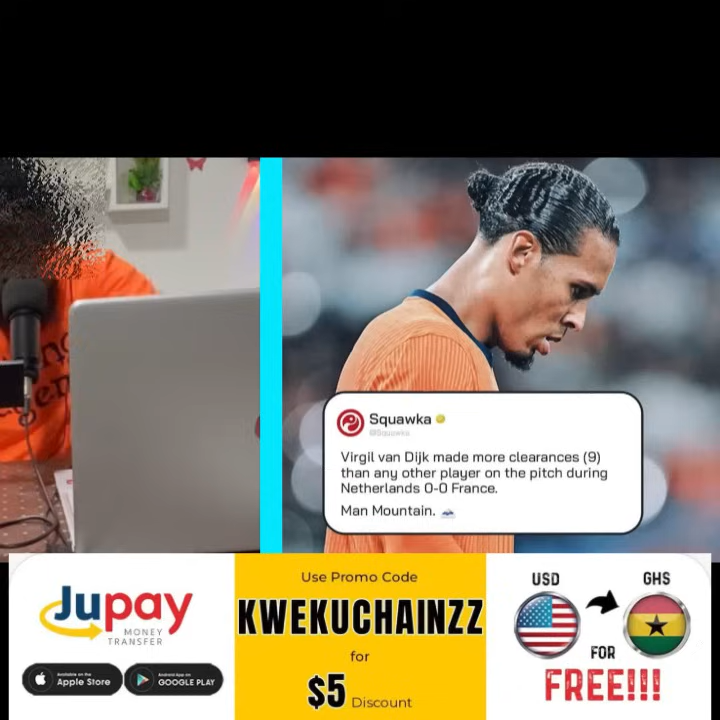 Squawka
@Squawka
Virgil van Dijk made more clearances (9)
than any other player on the pitch during
Netherlands 0-0 France.
Man Mountain.
Jupay
MONEY
TRANSFER
Available on the
Apple Store
Android App on
GOOGLE PLAY
Use Promo Code
KWEKUCHAINZZ
for
$5 Discount
USD
GHS
FOR
FREE!!!